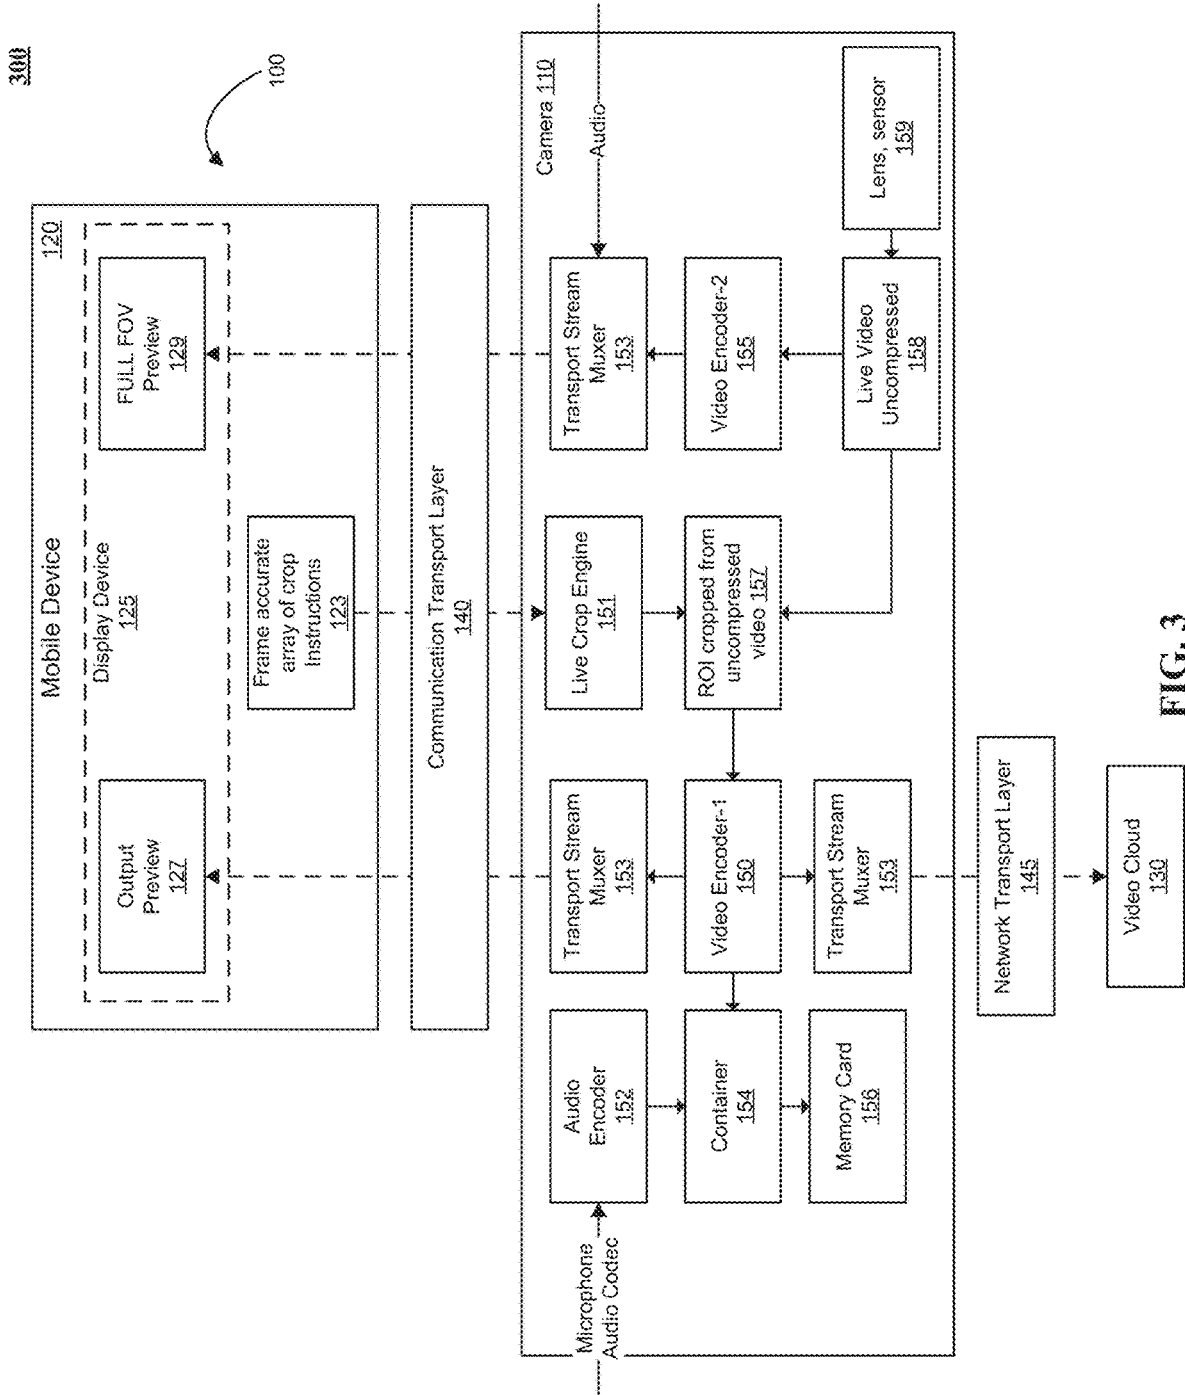 300
100
Mobile Device
120
Display Device
125
Output
Preview
127
FULL FOV
Preview
129
Frame accurate
array of crop
Instructions
123
Communication Transport Layer
140
Camera 110
Microphone
Audio Codec
Audio
Audio
Encoder
152
Transport Stream
Muxer
153
Live Crop Engine
151
Transport Stream
Muxer
153
Container
154
Video Encoder-1
150
ROI cropped from
uncompressed
video 157
Video Encoder-2
155
Memory Card
156
Transport Stream
Muxer
153
Live Video
Uncompressed
158
Lens, sensor
159
Network Transport Layer
145
Video Cloud
130
FIG. 3